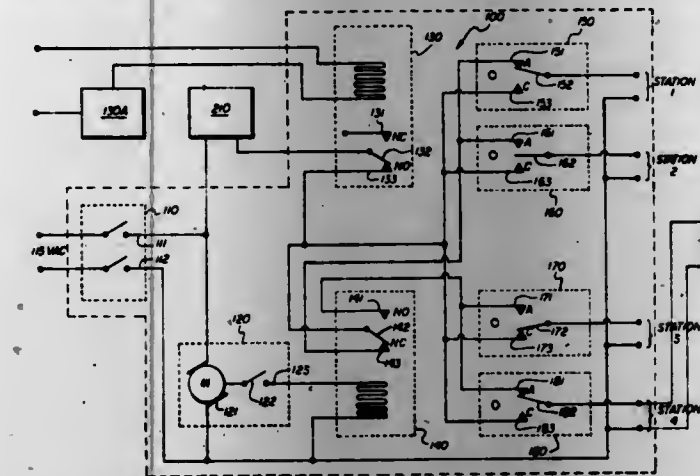 100
130
150
151
A
152
C
153
STATION
1
130A
210
131
NC
132
NO
133
161
A
162
C
163
160
STATION
2
110
115 VAC
111
112
120
M
121
122
123
141
NO
142
NC
143
140
170
171
A
172
C
173
STATION
181
A
182
C
183
180
STATION
4